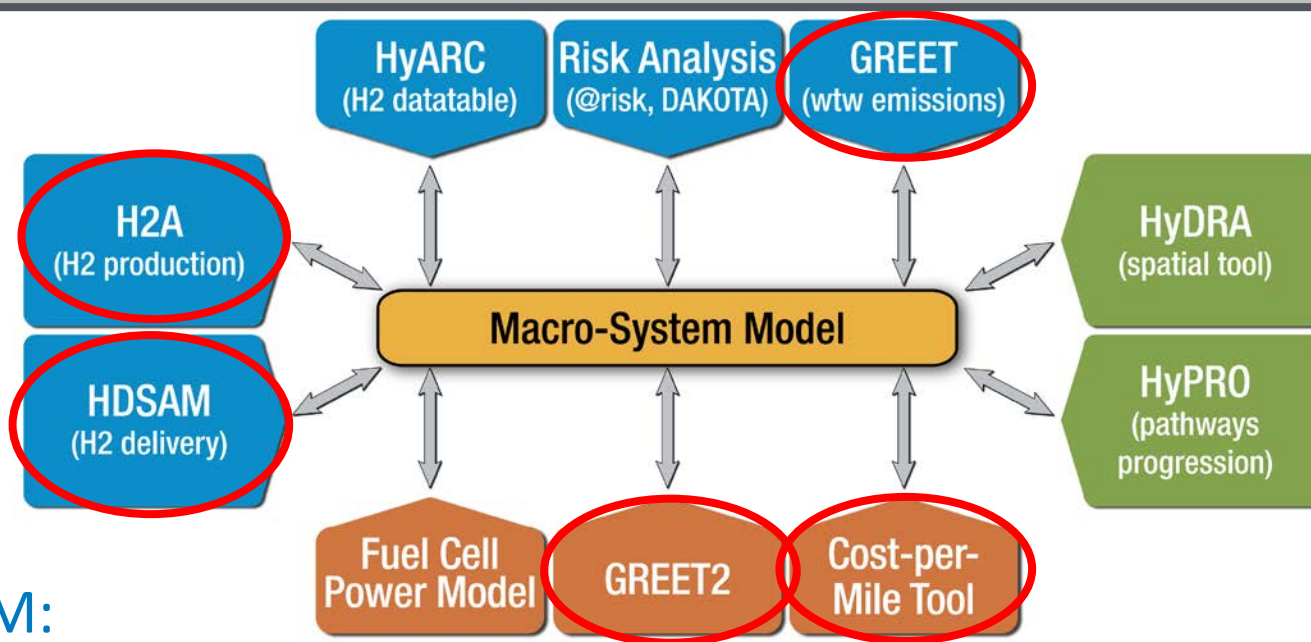 HyARC
(H2 datatable)
Risk Analysis
(@risk, DAKOTA)
GREET
(wtw emissions)
H2A
(H2 production)
HyDRA
(spatial tool)
Macro-System Model
HDSAM
(H2 delivery)
HyPRO
(pathways
progression)
Fuel Cell
Power Model
GREET2
Cost-per-
Mile Tool
M: